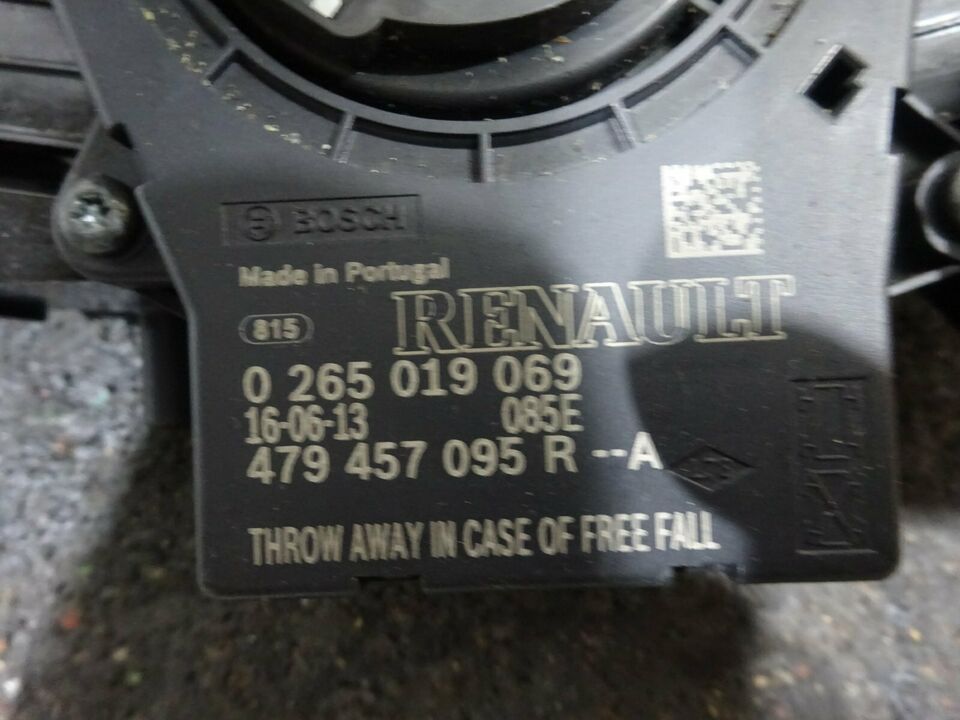 BOSCH
Made in Portugal
815
RENAULT
0 265 019 069
16-06-13 085E
479 457 095 R --A
THROW AWAY IN CASE OF FREE FALL